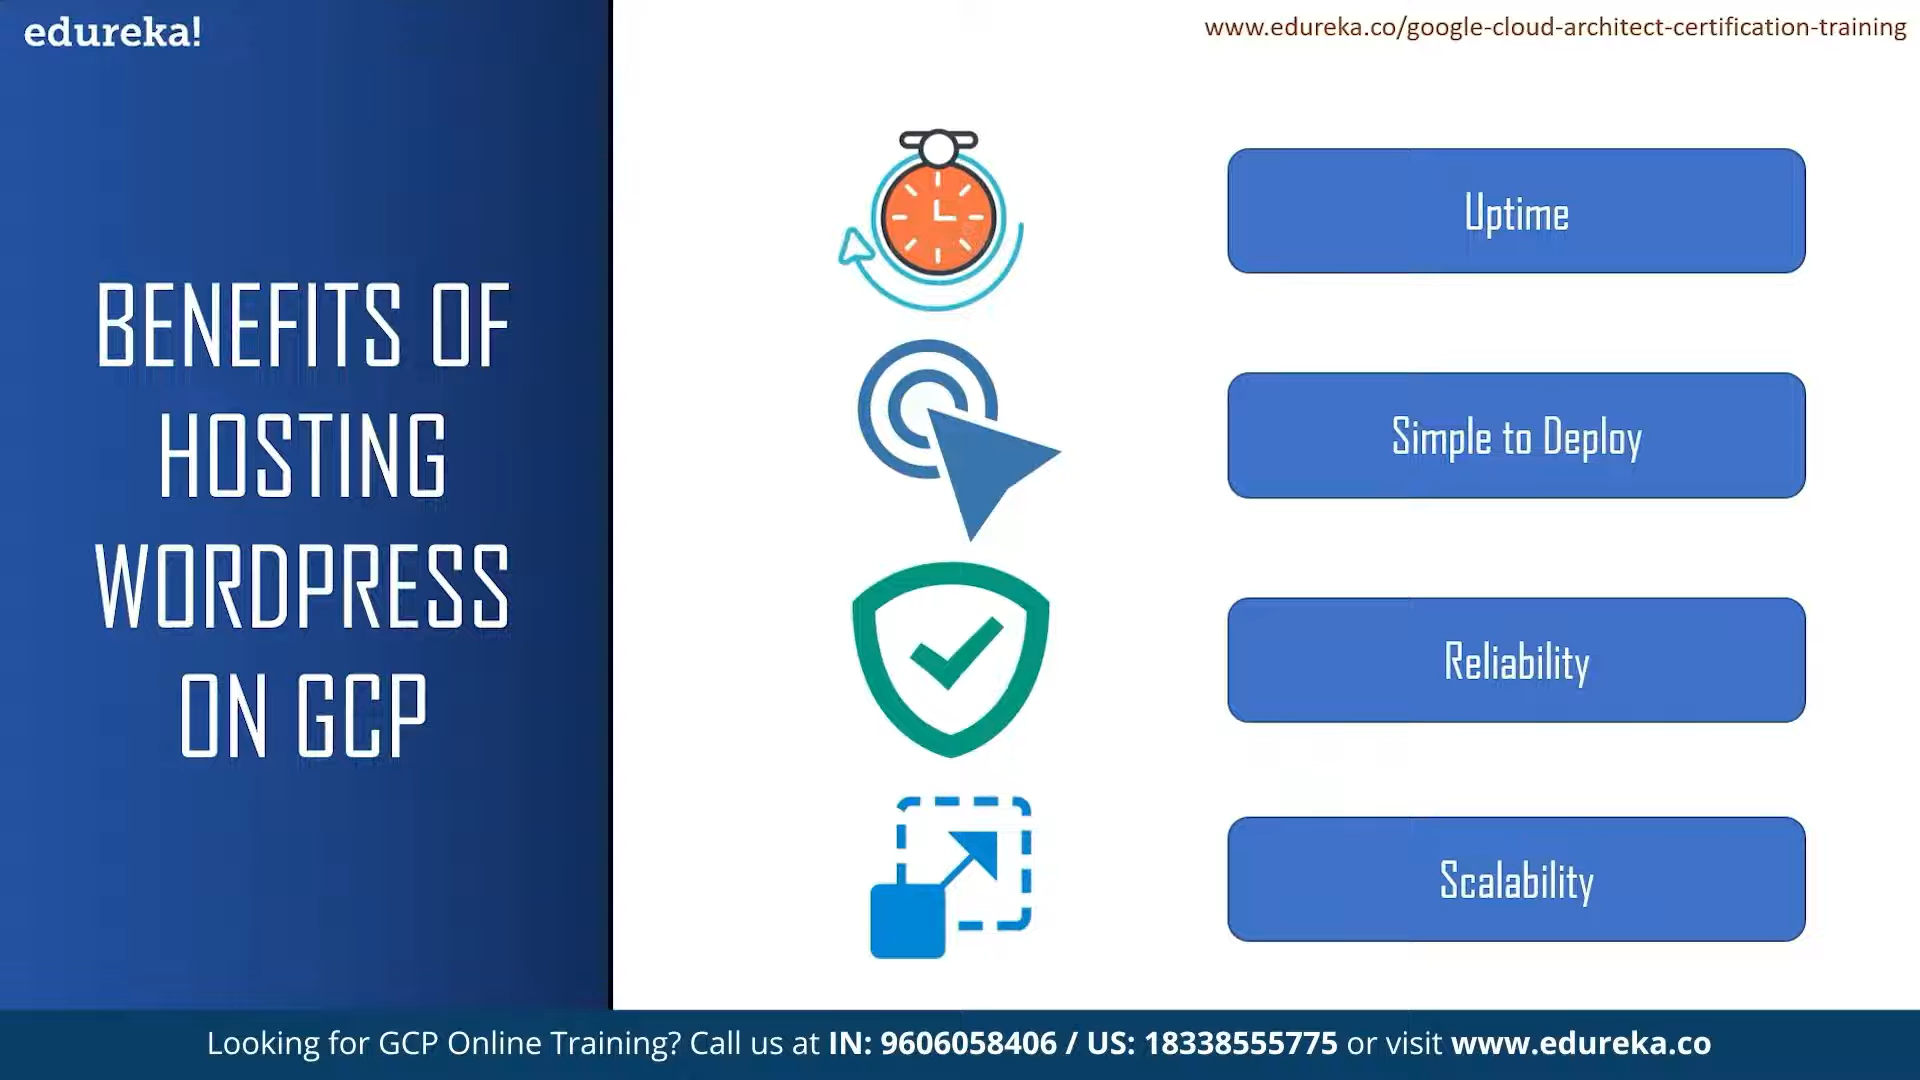 edureka!
www.edureka.co/google-cloud-architect-certification-training
BENEFITS OF
HOSTING
WORDPRESS
ON GCP
Uptime
Simple to Deploy
Reliability
Scalability
Looking for GCP Online Training? Call us at IN: 9606058406 / US: 18338555775 or visit www.edureka.co